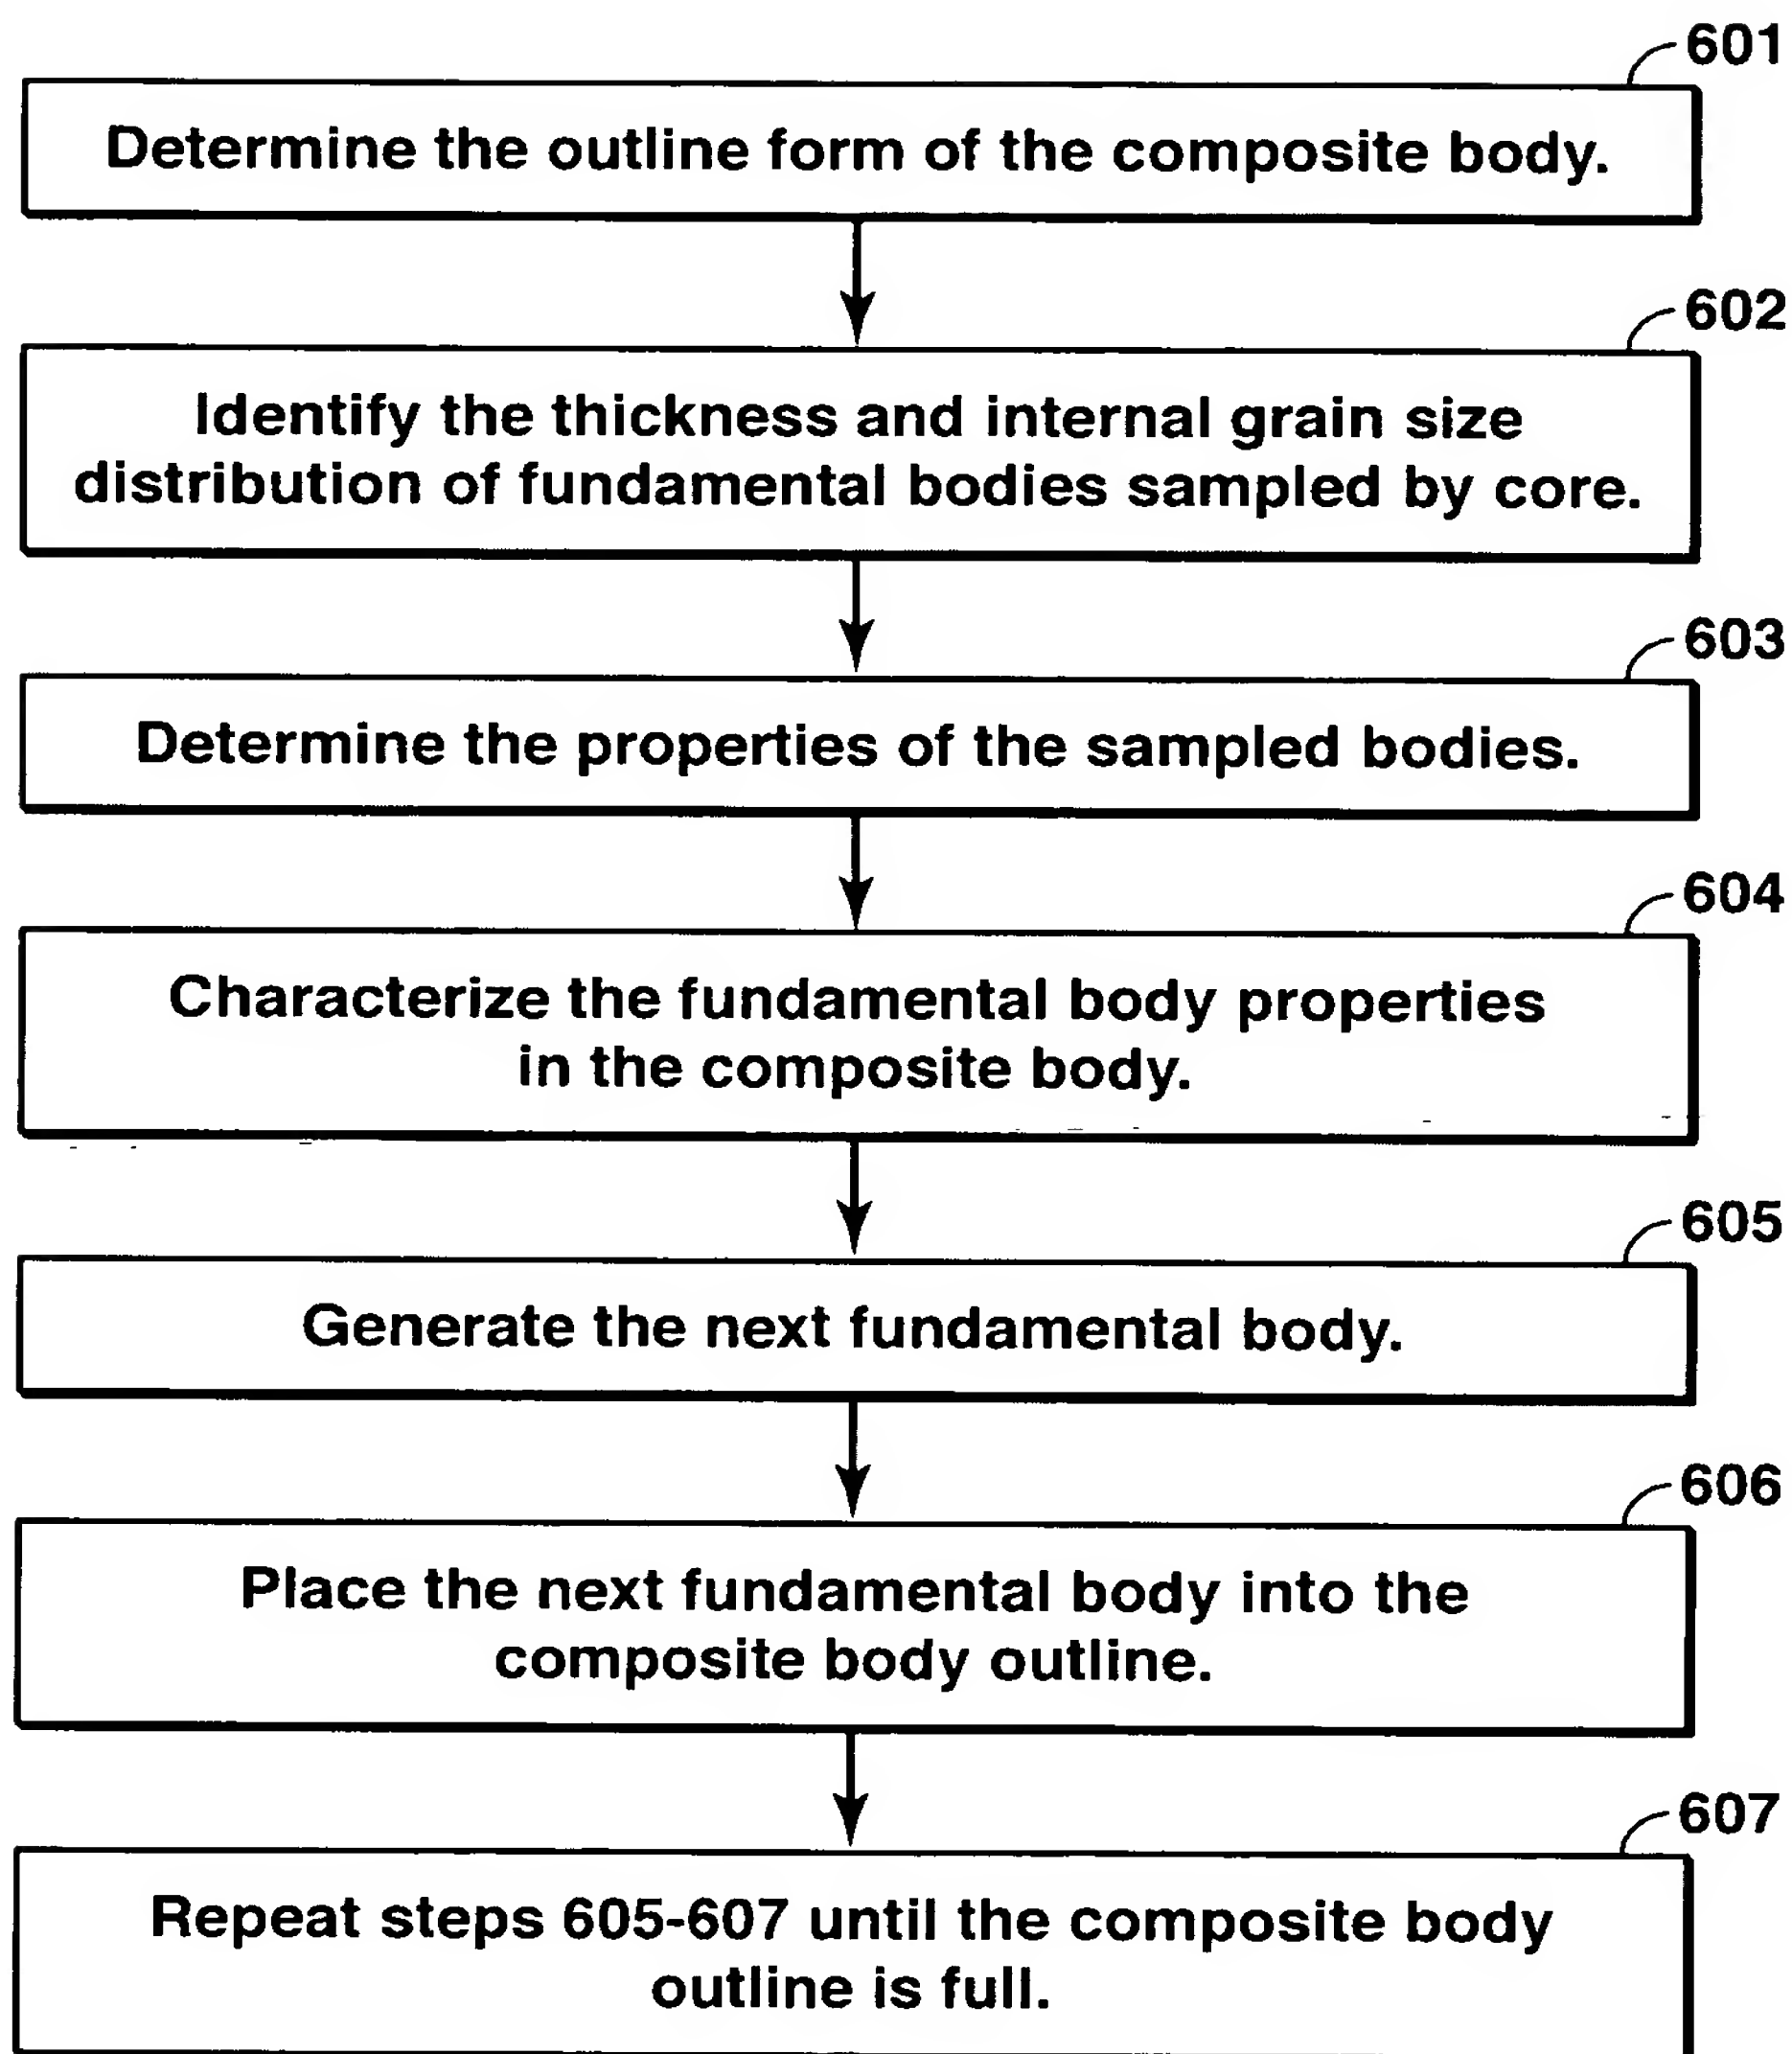 601
Determine the outline form of the composite body.
602
Identify the thickness and internal grain size
distribution of fundamental bodies sampled by core.
603
Determine the properties of the sampled bodies.
604
Characterize the fundamental body properties
in the composite body.
605
Generate the next fundamental body.
606
Place the next fundamental body into the
composite body outline.
607
Repeat steps 605-607 until the composite body
outline is full.